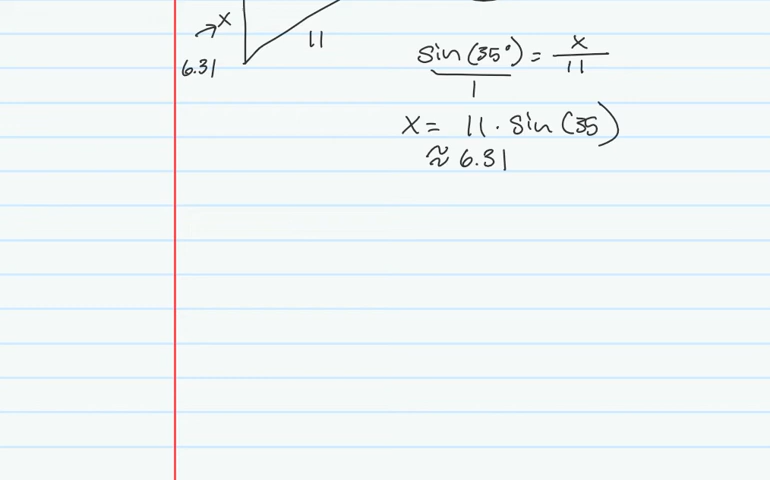 x
11
6.31
sin(35°) = x/11
1
x = 11 · sin(35)
≈ 6.31